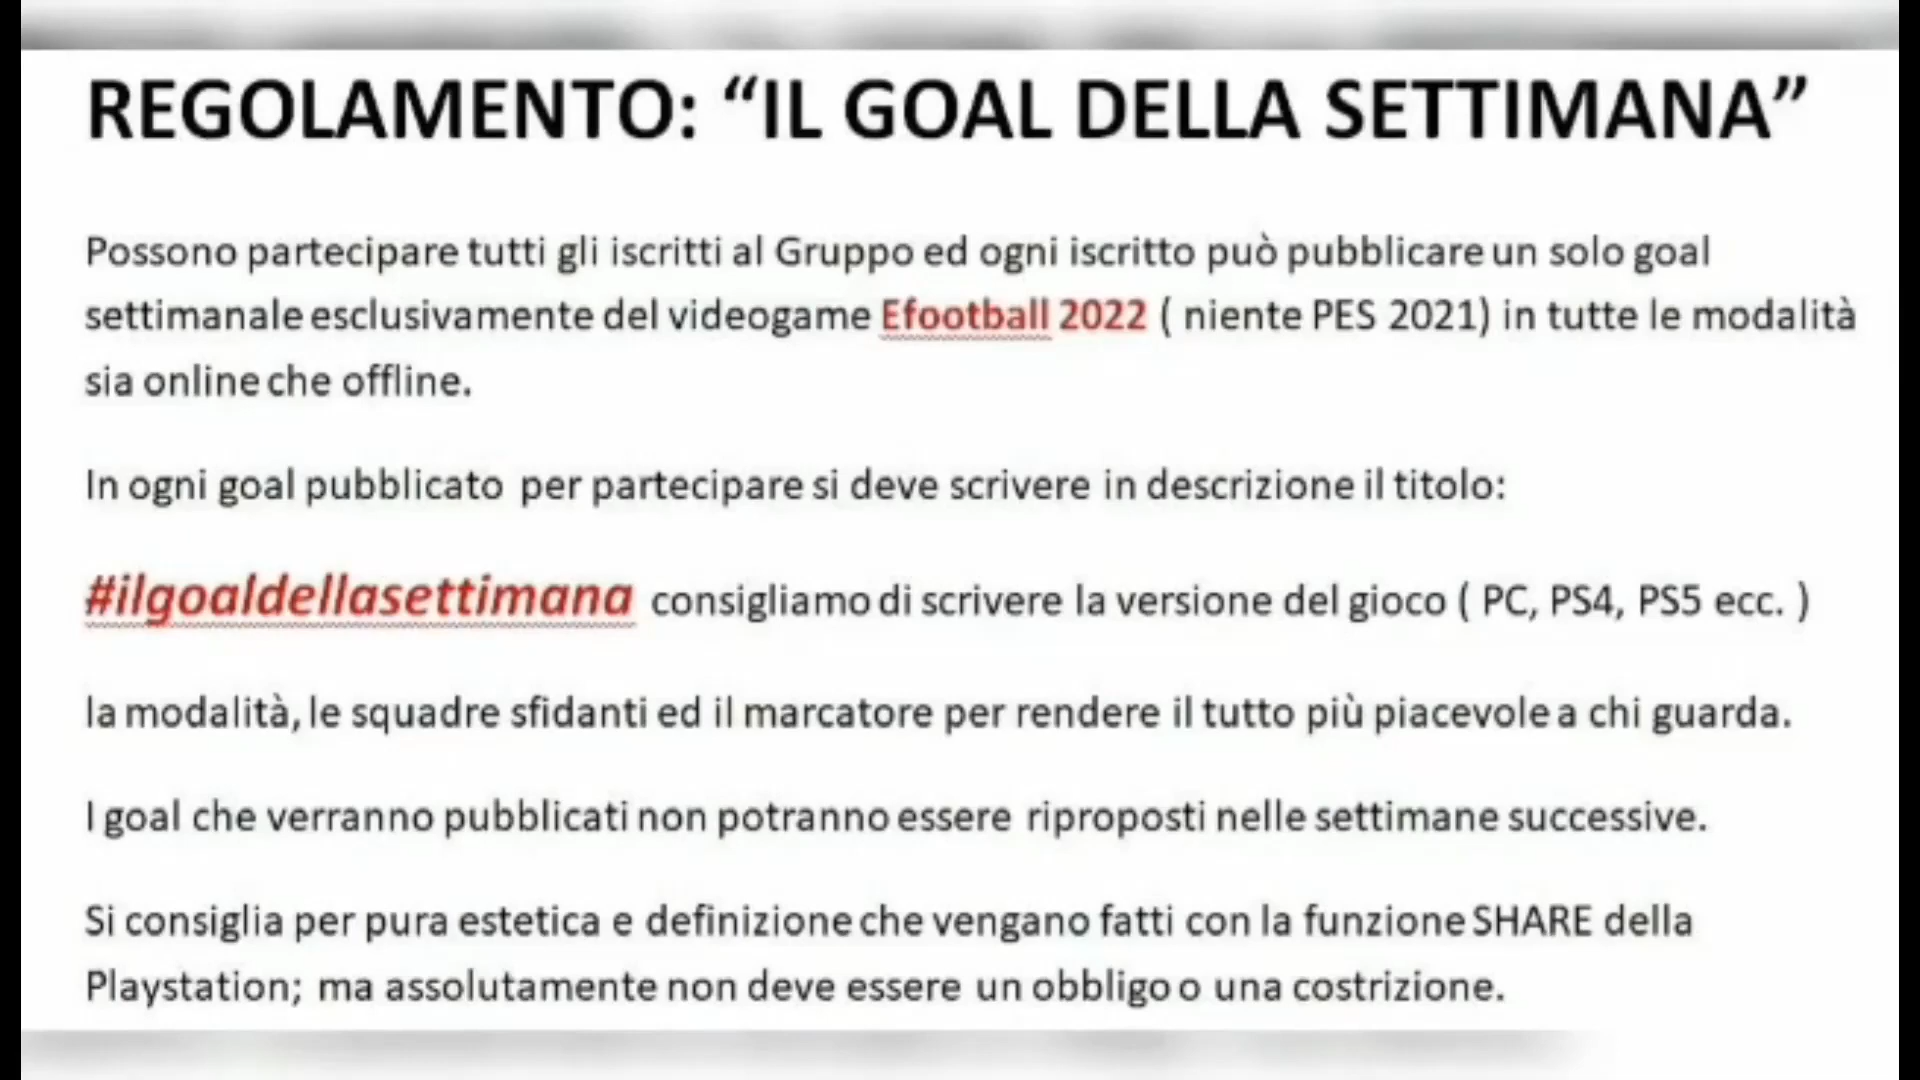 REGOLAMENTO: “IL GOAL DELLA SETTIMANA”
Possono partecipare tutti gli iscritti al Gruppo ed ogni iscritto può pubblicare un solo goal
settimanale esclusivamente del videogame Efootball 2022 ( niente PES 2021) in tutte le modalità
sia online che offline.
In ogni goal pubblicato per partecipare si deve scrivere in descrizione il titolo:
#ilgoaldellasettimana consigliamo di scrivere la versione del gioco ( PC, PS4, PS5 ecc. )
la modalità, le squadre sfidanti ed il marcatore per rendere il tutto più piacevole a chi guarda.
I goal che verranno pubblicati non potranno essere riproposti nelle settimane successive.
Si consiglia per pura estetica e definizione che vengano fatti con la funzione SHARE della
Playstation; ma assolutamente non deve essere un obbligo o una costrizione.